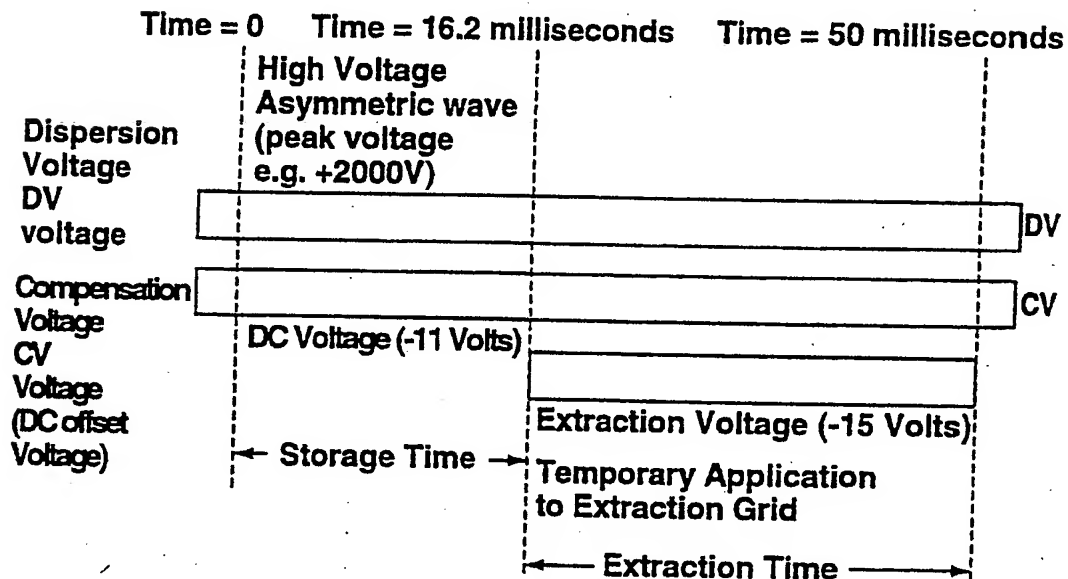 Time = 0 Time = 16.2 milliseconds Time = 50 milliseconds
High Voltage
Asymmetric wave
(peak voltage
e.g. +2000V)
Dispersion
Voltage
DV
voltage
DV
Compensation
Voltage
CV
Voltage
(DC offset
Voltage)
CV
DC Voltage (-11 Volts)
Extraction Voltage (-15 Volts)
Storage Time
Temporary Application
to Extraction Grid
Extraction Time